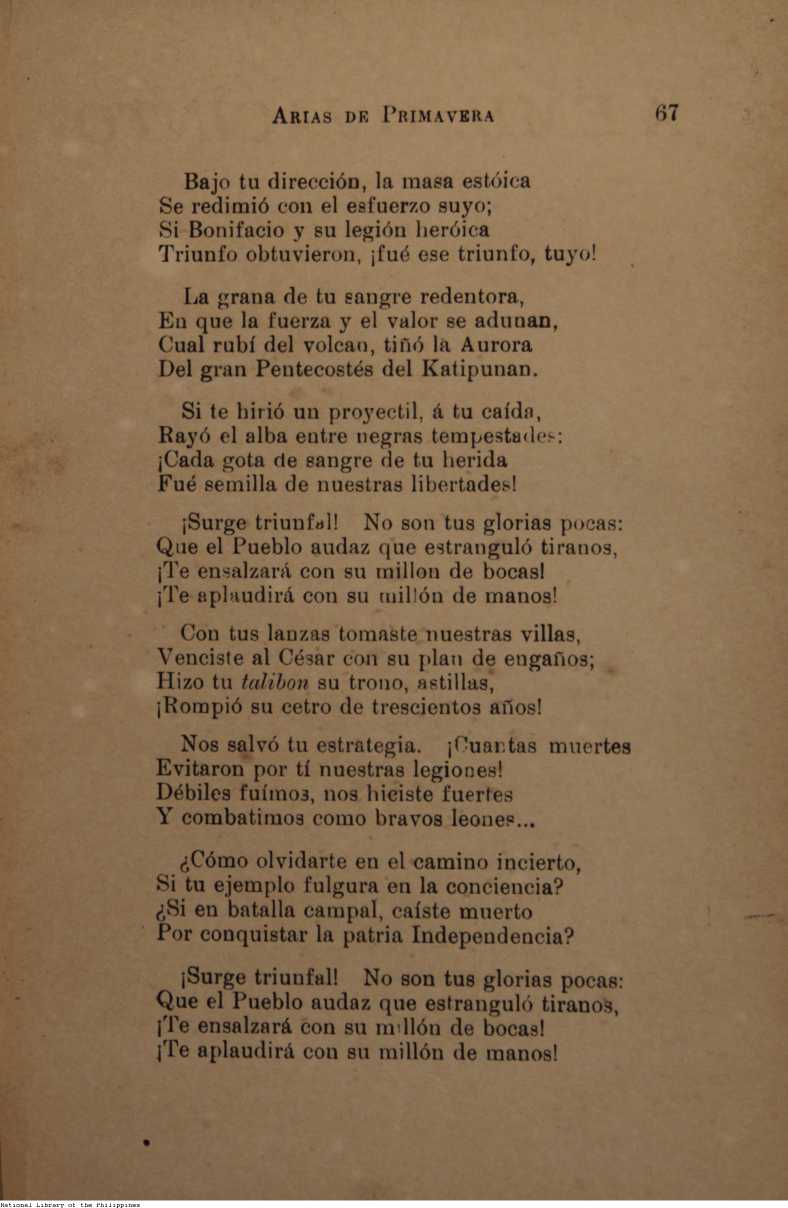 ARIAS DE PRIMAVERA 67
Bajo tu dirección, la masa estóica
Se redimió con el esfuerzo suyo;
Si Bonifacio y su legión heróica
Triunfo obtuvieron, ¡fué ese triunfo, tuyo!
La grana de tu sangre redentora,
En que la fuerza y el valor se adunan,
Cual rubí del volcan, tiñó la Aurora
Del gran Pentecostés del Katipunan.
Si te hirió un proyectil, á tu caída,
Rayó el alba entre negras tempestades:
¡Cada gota de sangre de tu herida
Fué semilla de nuestras libertades!
¡Surge triunfal! No son tus glorias pocas:
Que el Pueblo audaz que estranguló tiranos,
¡Te ensalzará con su millon de bocas!
¡Te aplaudirá con su millón de manos!
Con tus lanzas tomaste nuestras villas,
Venciste al César con su plan de engaños;
Hizo tu talibon su trono, astillas,
¡Rompió su cetro de trescientos años!
Nos salvó tu estrategia. ¡Cuantas muertes
Evitaron por tí nuestras legiones!
Débiles fuímos, nos hiciste fuertes
Y combatimos como bravos leones...
¿Cómo olvidarte en el camino incierto,
Si tu ejemplo fulgura en la conciencia?
¿Si en batalla campal, caíste muerto
Por conquistar la patria Independencia?
¡Surge triunfal! No son tus glorias pocas:
Que el Pueblo audaz que estranguló tiranos,
¡Te ensalzará con su millón de bocas!
¡Te aplaudirá con su millón de manos!
National Library of the Philippines